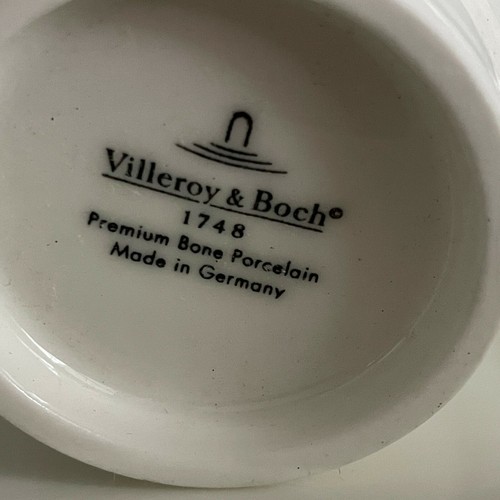 Villeroy & Boch©
1748
Premium Bone Porcelain
Made in Germany